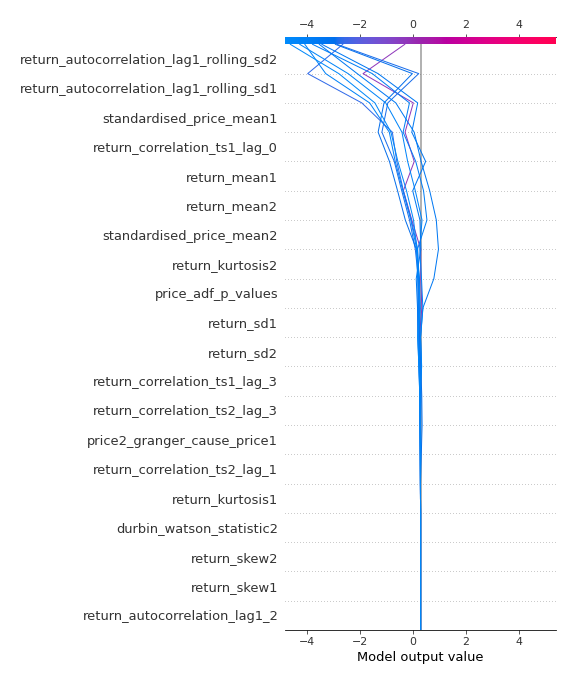 −4 −2 0 2 4
return_autocorrelation_lag1_rolling_sd2
return_autocorrelation_lag1_rolling_sd1
standardised_price_mean1
return_correlation_ts1_lag_0
return_mean1
return_mean2
standardised_price_mean2
return_kurtosis2
price_adf_p_values
return_sd1
return_sd2
return_correlation_ts1_lag_3
return_correlation_ts2_lag_3
price2_granger_cause_price1
return_correlation_ts2_lag_1
return_kurtosis1
durbin_watson_statistic2
return_skew2
return_skew1
return_autocorrelation_lag1_2
−4 −2 0 2 4
Model output value